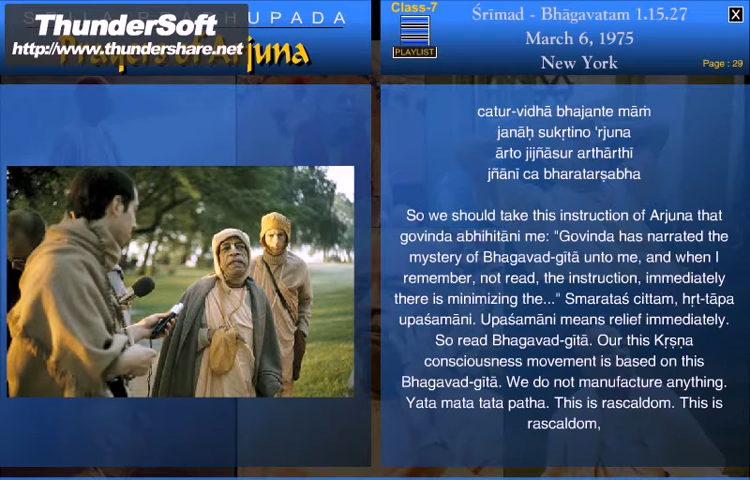 ThunderSoft
http://www.thundershare.net
PRABHUPADA
Prayers of Arjuna
Class-7
PLAYLIST
Śrīmad - Bhāgavatam 1.15.27
March 6, 1975
New York
Page : 29
X
catur-vidhā bhajante māṁ
janāḥ sukṛtino 'rjuna
ārto jijñāsur arthārthī
jñānī ca bharatarṣabha
So we should take this instruction of Arjuna that
govinda abhihitāni me: "Govinda has narrated the
mystery of Bhagavad-gītā unto me, and when I
remember, not read, the instruction, immediately
there is minimizing the..." Smarataś cittam, hṛt-tāpa
upaśamāni. Upaśamāni means relief immediately.
So read Bhagavad-gītā. Our this Kṛṣṇa
consciousness movement is based on this
Bhagavad-gītā. We do not manufacture anything.
Yata mata tata patha. This is rascaldom. This is
rascaldom,